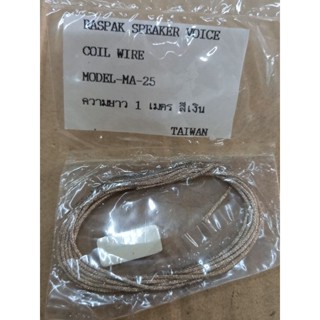 BASPAK SPEAKER VOICE
COIL WIRE
MODEL-MA-25
ความยาว 1 เมตร สีเงิน
TAIWAN